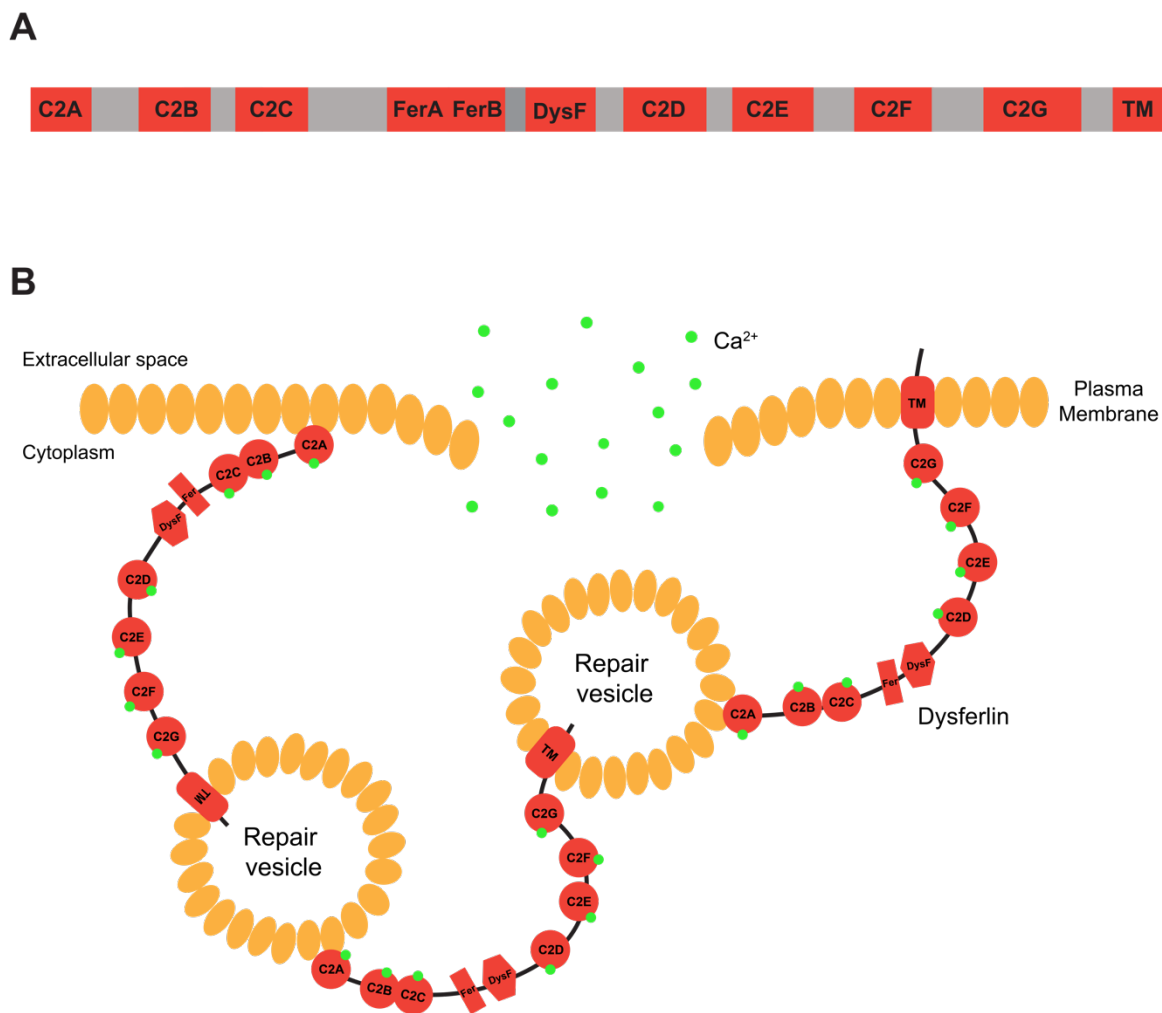 A
C2A C2B C2C FerA FerB DysF C2D C2E C2F C2G TM
B
Extracellular space
Cytoplasm
Ca²⁺
Plasma
Membrane
C2A
C2B
C2C
Fer
DysF
C2D
C2E
C2F
C2G
TM
Repair
vesicle
C2A
C2B
C2C
Fer
DysF
C2D
C2E
C2F
C2G
TM
Repair
vesicle
C2A
C2B
C2C
Fer
DysF
Dysferlin
C2D
C2E
C2F
C2G
TM